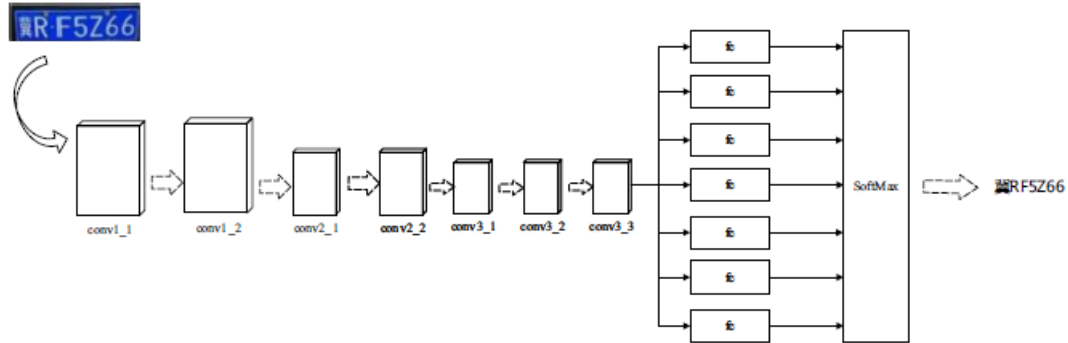 冀R·F5Z66
conv1_1
conv1_2
conv2_1
conv2_2
conv3_1
conv3_2
conv3_3
fc
fc
fc
fc
fc
fc
fc
SoftMax
冀RF5Z66